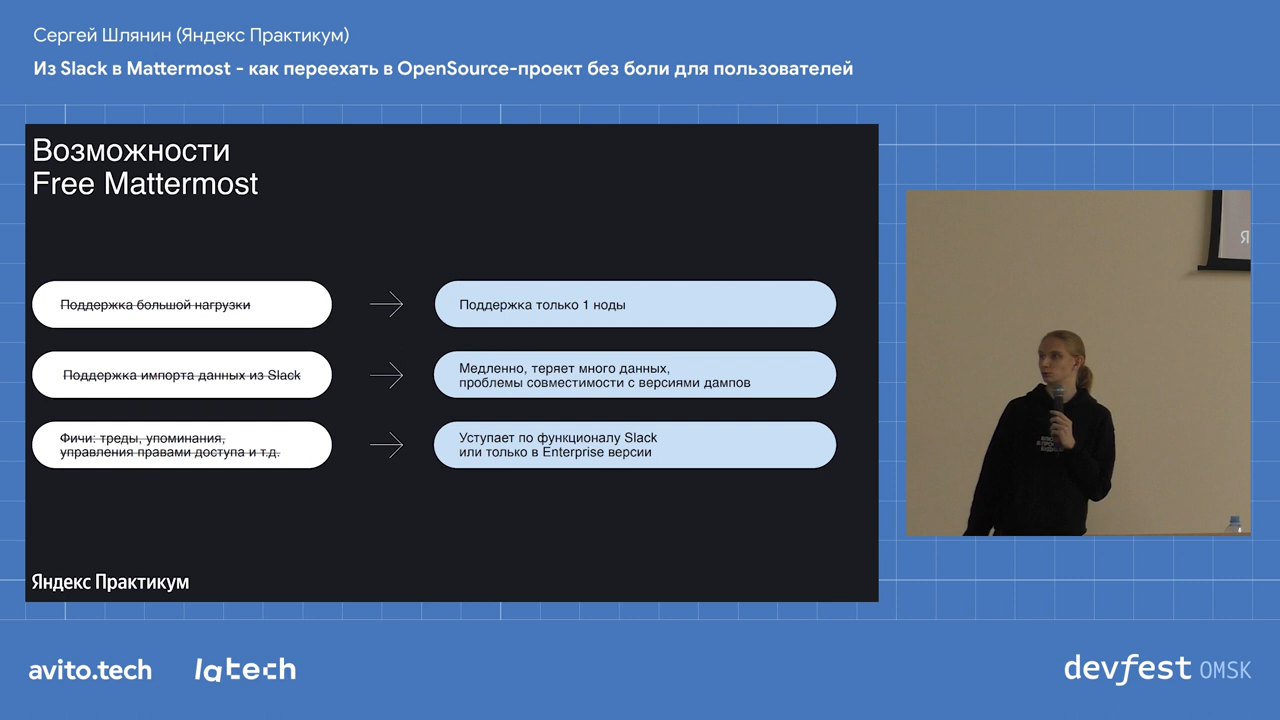 Сергей Шлянин (Яндекс Практикум)
Из Slack в Mattermost - как переехать в OpenSource-проект без боли для пользователей
Возможности
Free Mattermost
Поддержка большой нагрузки
Поддержка только 1 ноды
Поддержка импорта данных из Slack
Медленно, теряет много данных,
проблемы совместимости с версиями дампов
Фичи: треды, упоминания,
управления правами доступа и т.д.
Уступает по функционалу Slack
или только в Enterprise версии
Яндекс Практикум
Я
avito.tech
latech
devfest OMSK